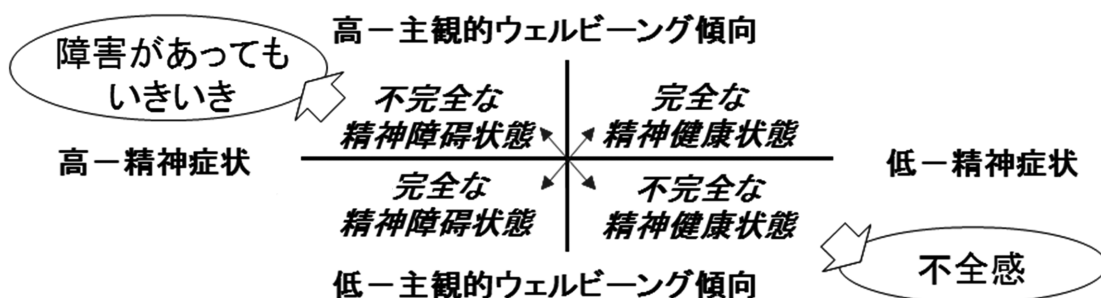 高－主観的ウェルビーング傾向
障害があっても
いきいき
不完全な
精神障碍状態
完全な
精神健康状態
高－精神症状
低－精神症状
完全な
精神障碍状態
不完全な
精神健康状態
不全感
低－主観的ウェルビーング傾向